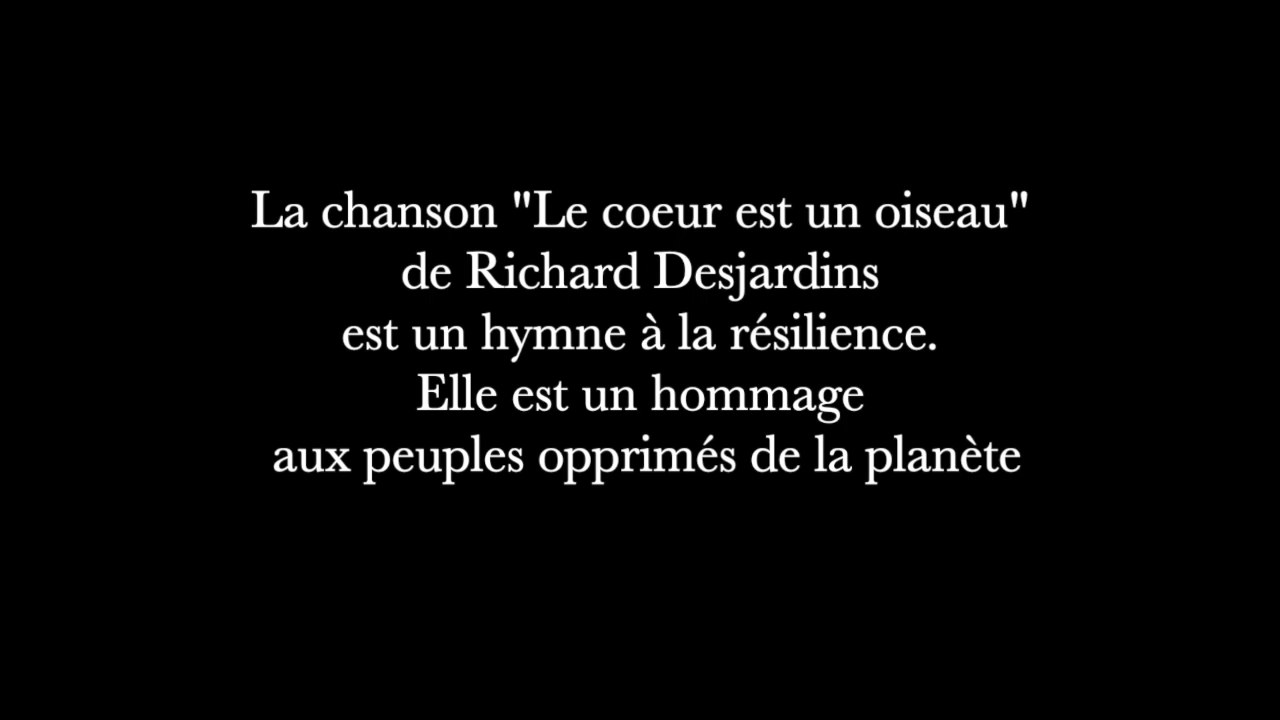 La chanson "Le coeur est un oiseau"
de Richard Desjardins
est un hymne à la résilience.
Elle est un hommage
aux peuples opprimés de la planète